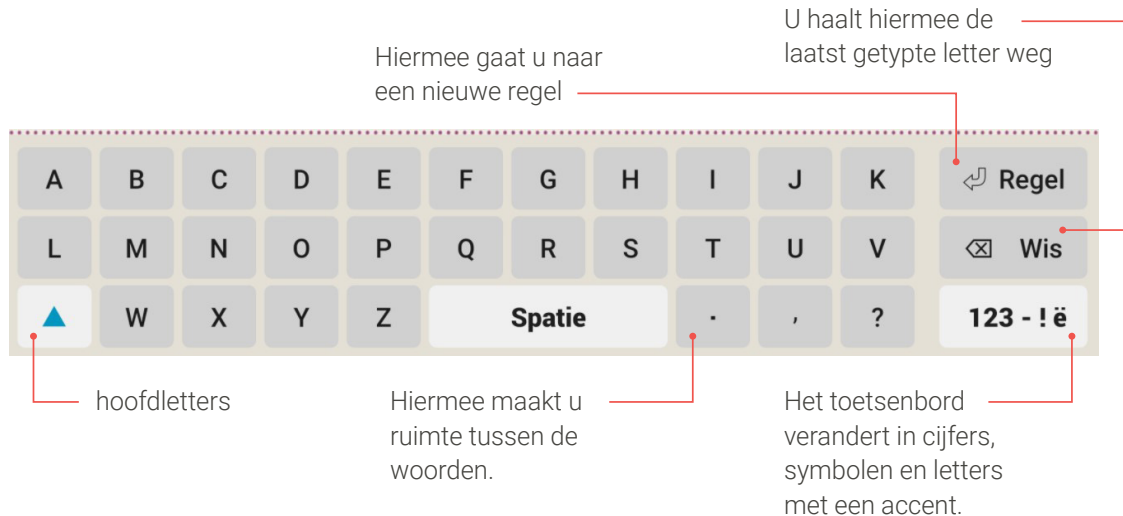 U haalt hiermee de
laatst getypte letter weg
Hiermee gaat u naar
een nieuwe regel
A B C D E F G H I J K Regel
L M N O P Q R S T U V Wis
W X Y Z Spatie . , ? 123 - ! ë
hoofdletters
Hiermee maakt u
ruimte tussen de
woorden.
Het toetsenbord
verandert in cijfers,
symbolen en letters
met een accent.